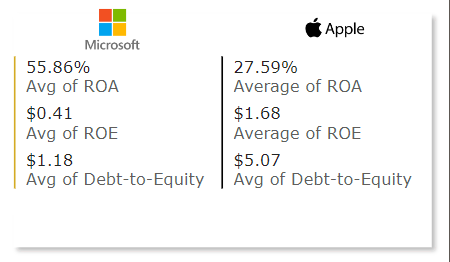 Microsoft
Apple
55.86%
Avg of ROA
$0.41
Avg of ROE
$1.18
Avg of Debt-to-Equity
27.59%
Average of ROA
$1.68
Average of ROE
$5.07
Avg of Debt-to-Equity